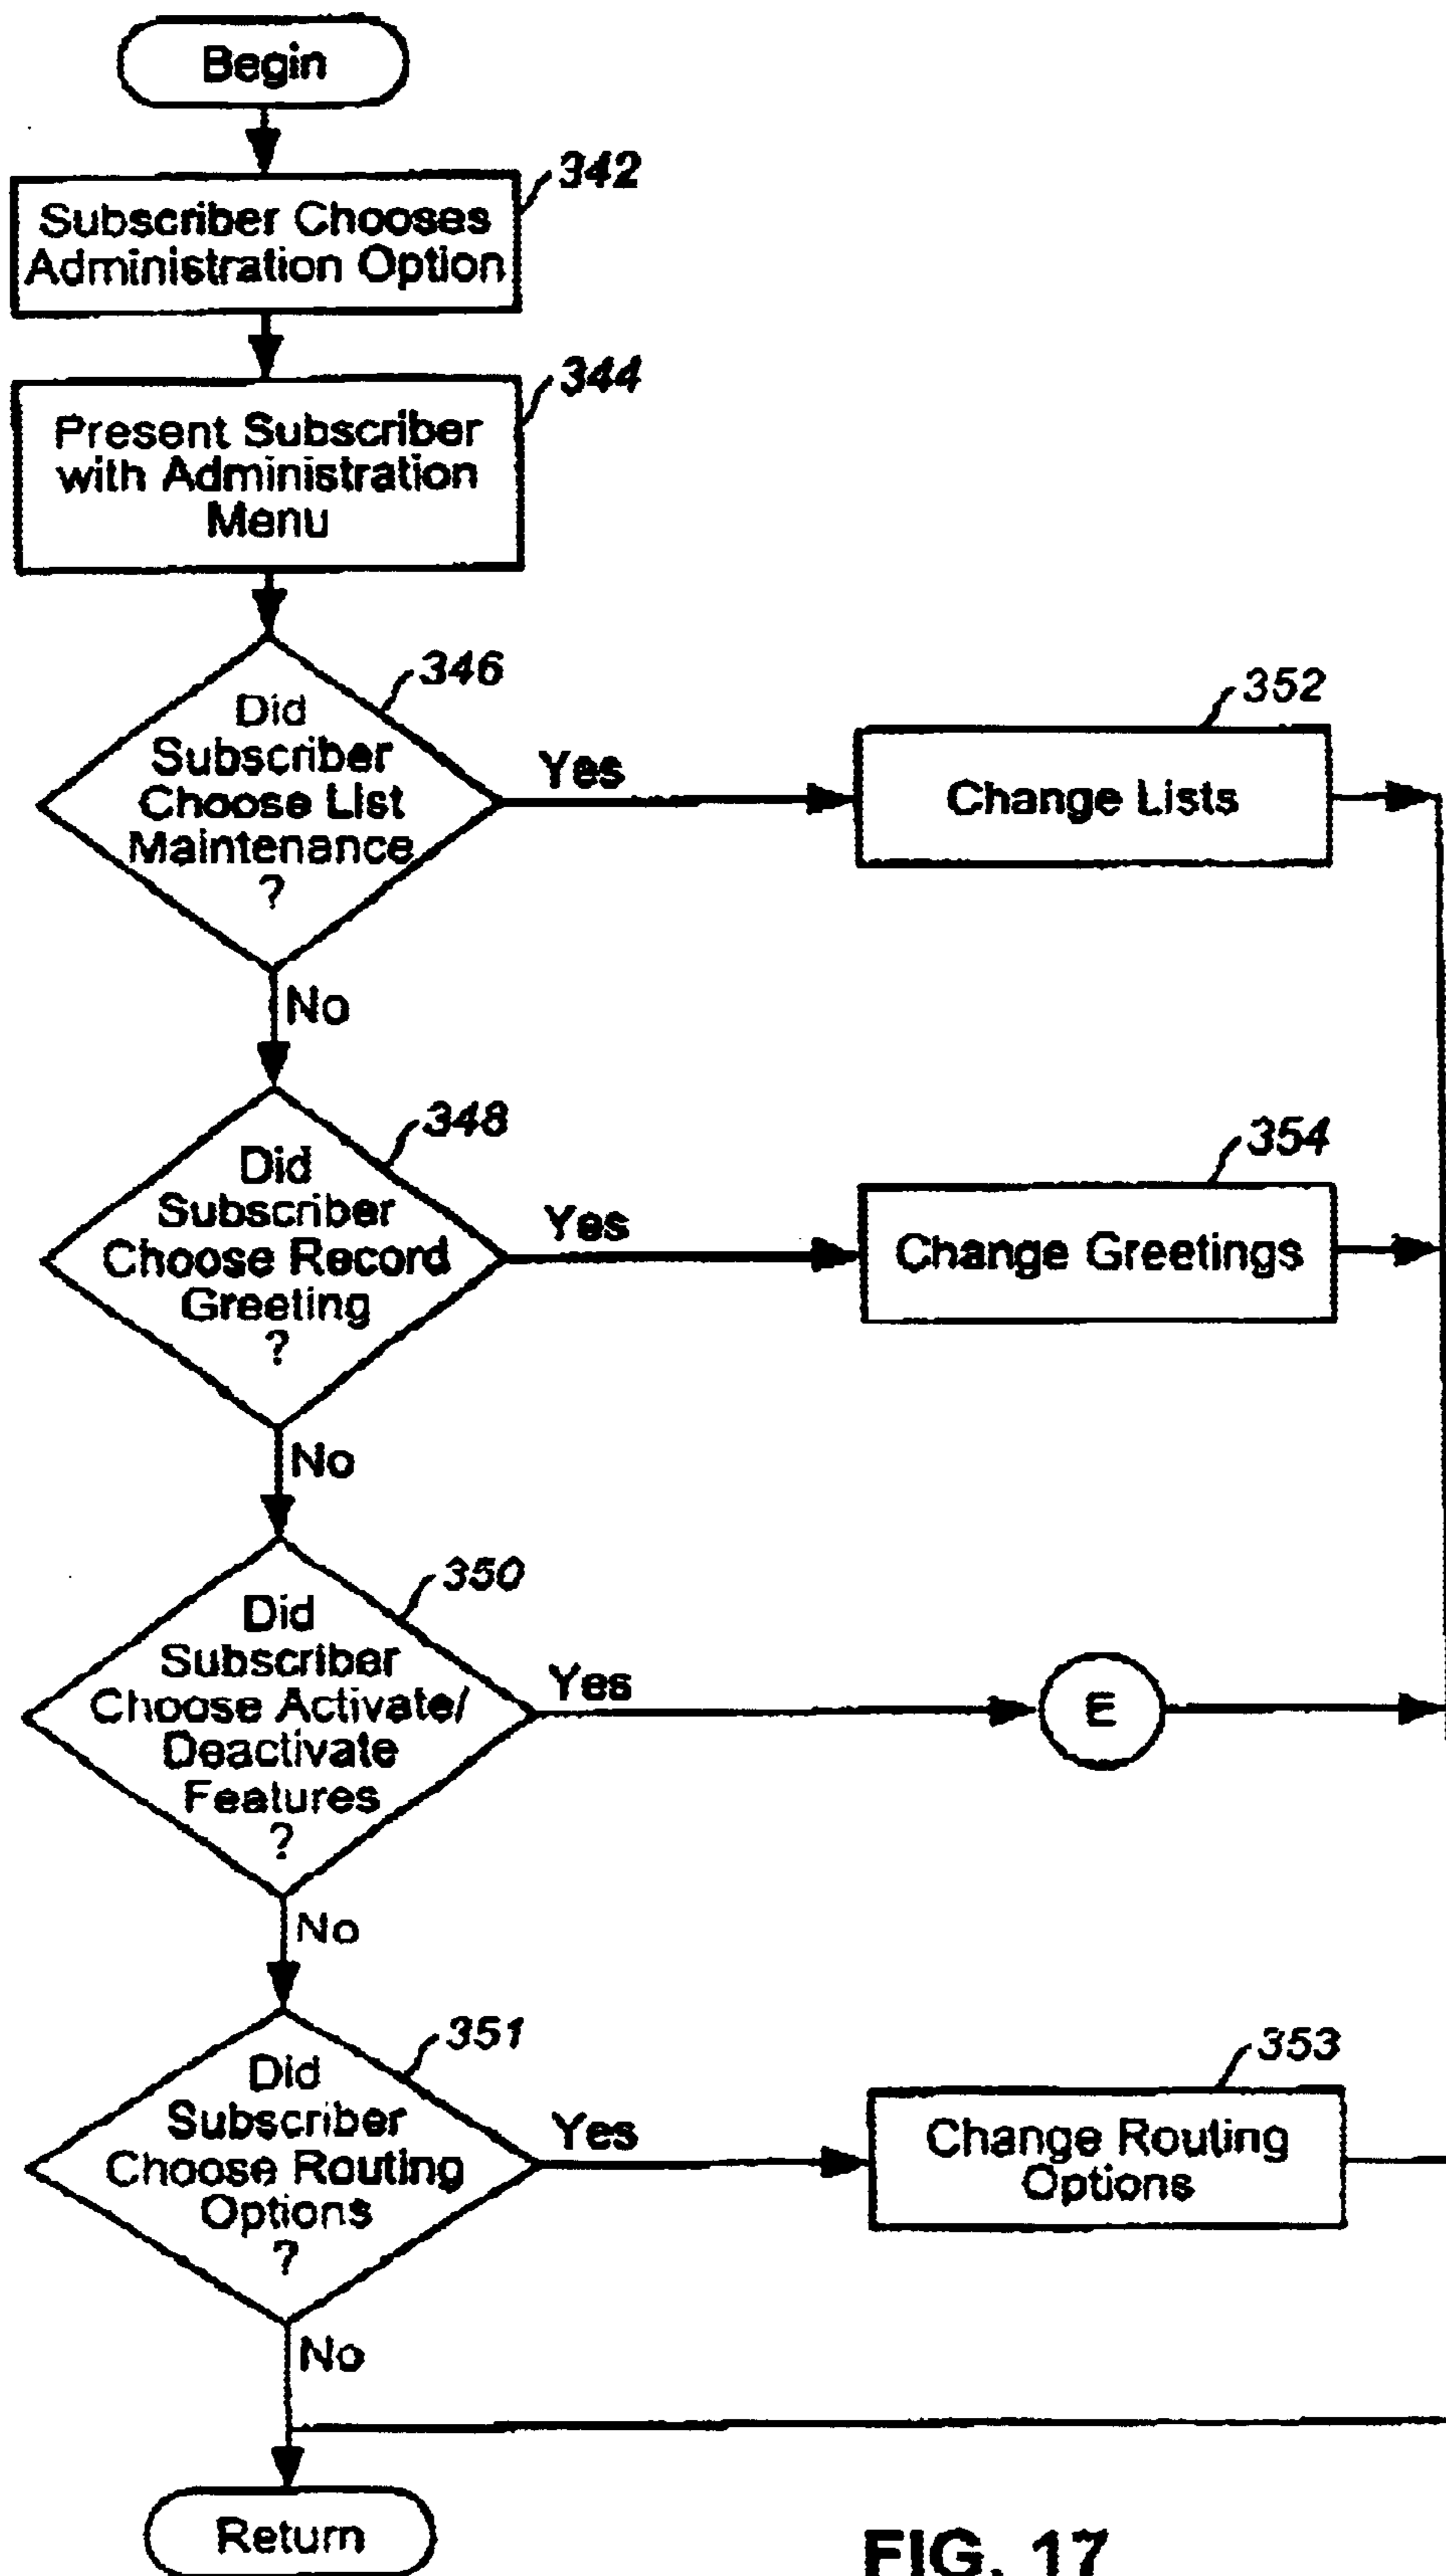 Begin
342
Subscriber Chooses
Administration Option
344
Present Subscriber
with Administration
Menu
346
Did
Subscriber
Choose List
Maintenance
?
Yes
352
Change Lists
No
348
Did
Subscriber
Choose Record
Greeting
?
Yes
354
Change Greetings
No
350
Did
Subscriber
Choose Activate/
Deactivate
Features
?
Yes
E
No
351
Did
Subscriber
Choose Routing
Options
?
Yes
353
Change Routing
Options
No
Return
FIG. 17